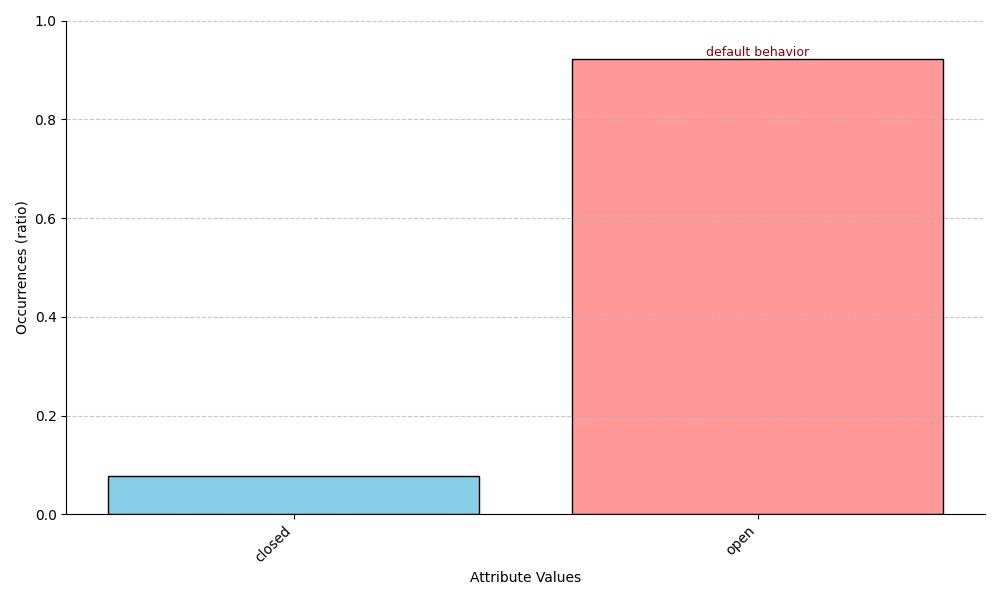 1.0
0.8
0.6
0.4
0.2
0.0
Occurrences (ratio)
default behavior
closed
open
Attribute Values